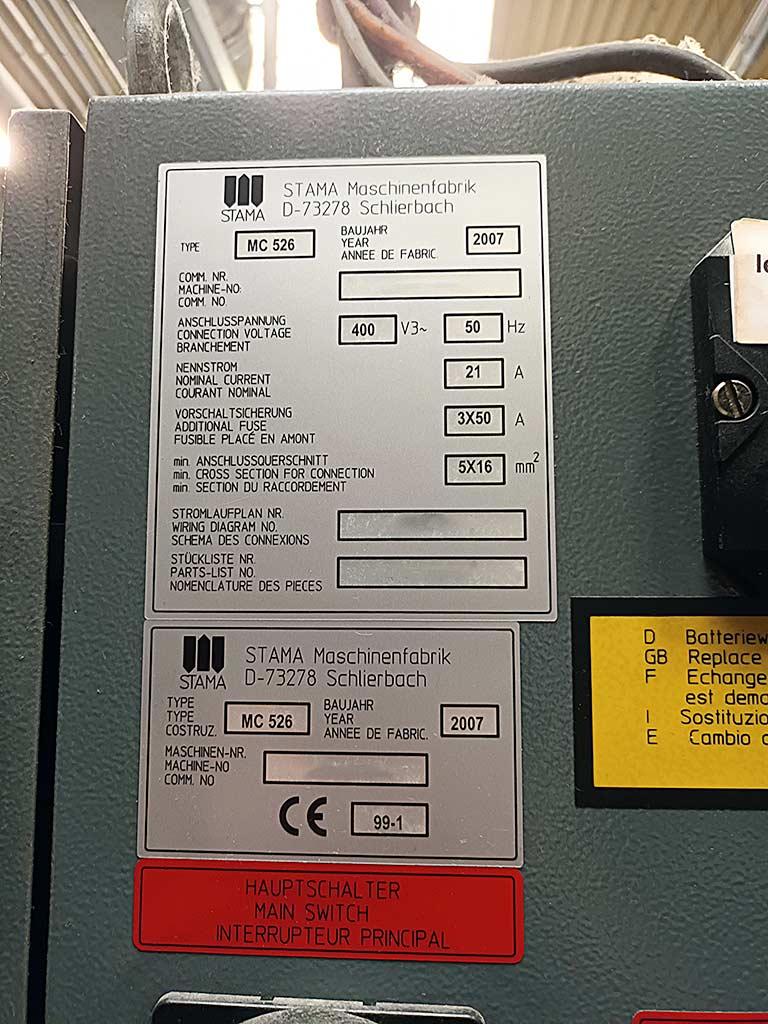 STAMA
STAMA Maschinenfabrik
D-73278 Schlierbach
TYPE
MC 526
BAUJAHR
YEAR
ANNEE DE FABRIC.
2007
COMM. NR.
MACHINE-NO:
COMM. NO.
ANSCHLUSSPANNUNG
CONNECTION VOLTAGE
BRANCHEMENT
400 V3~ 50 Hz
NENNSTROM
NOMINAL CURRENT
COURANT NOMINAL
21 A
VORSCHALTSICHERUNG
ADDITIONAL FUSE
FUSIBLE PLACÉ EN AMONT
3X50 A
min. ANSCHLUSSQUERSCHNITT
min. CROSS SECTION FOR CONNECTION
min. SECTION DU RACCORDEMENT
5X16 mm²
STROMLAUFPLAN NR.
WIRING DIAGRAM NO.
SCHEMA DES CONNEXIONS
STÜCKLISTE NR.
PARTS-LIST NO.
NOMENCLATURE DES PIECES
STAMA
STAMA Maschinenfabrik
D-73278 Schlierbach
TYPE
TYPE
COSTRUZ.
MC 526
BAUJAHR
YEAR
ANNEE DE FABRIC.
2007
MASCHINEN-NR.
MACHINE-NO
COMM. NO
CE 99-1
HAUPTSCHALTER
MAIN SWITCH
INTERRUPTEUR PRINCIPAL
D Batteriew
GB Replace
F Echange
est dema
I Sostituzio
E Cambio